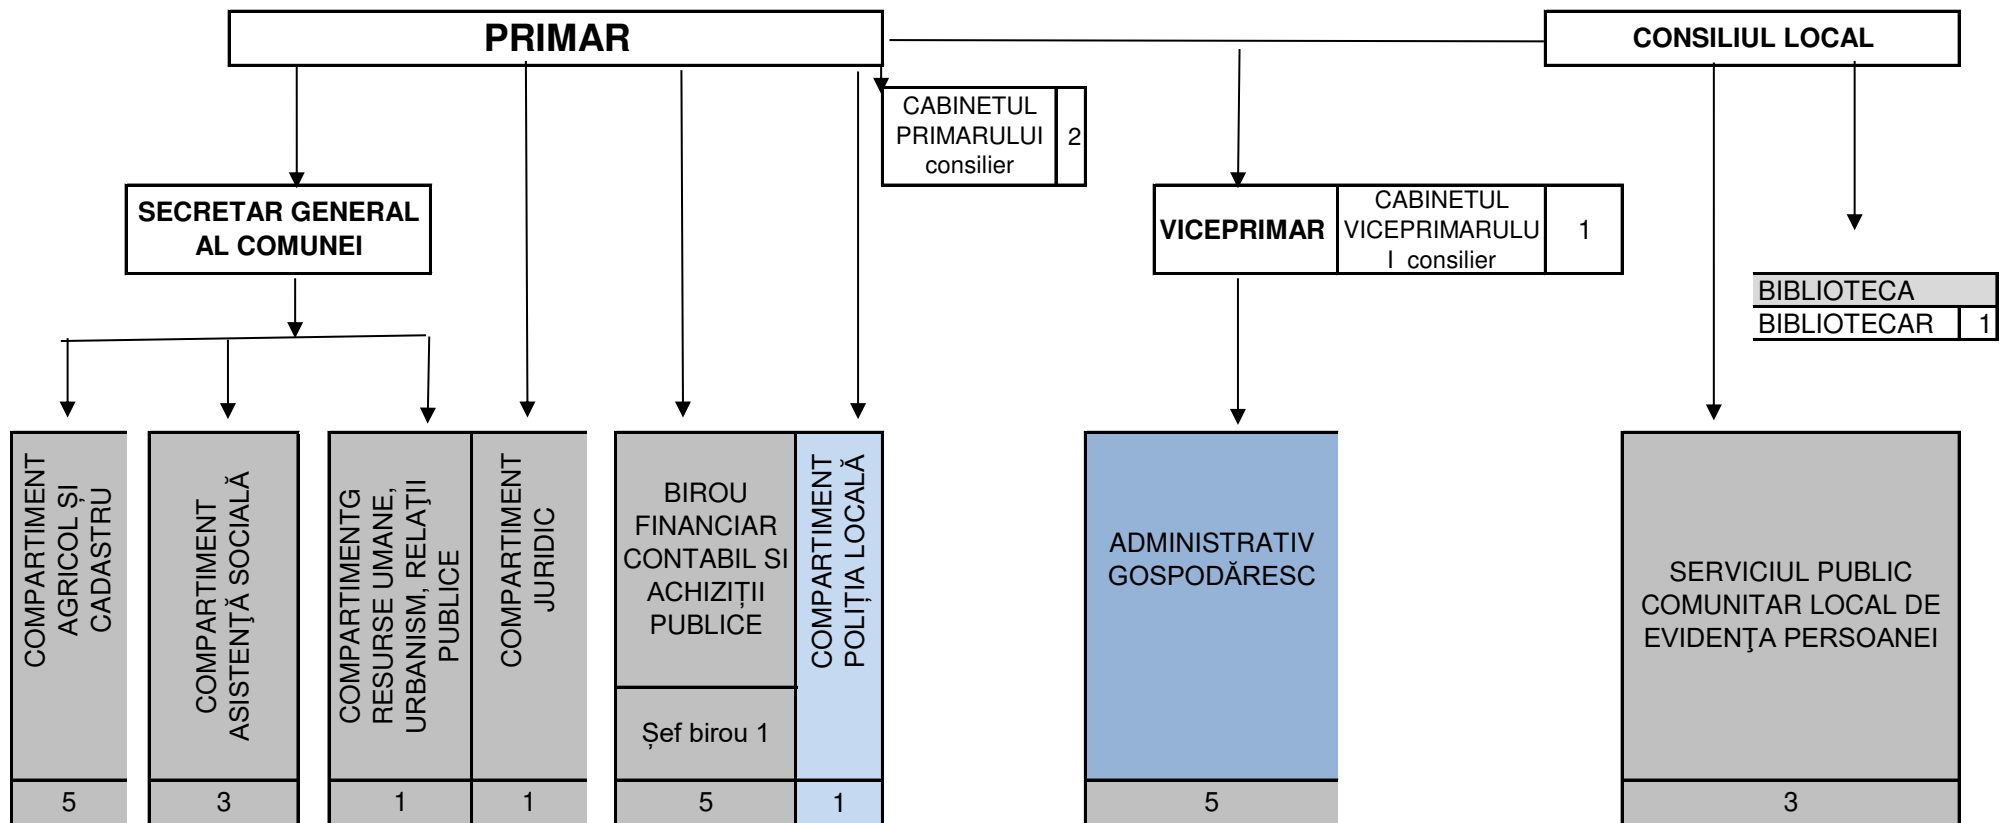 PRIMAR
CONSILIUL LOCAL
CABINETUL
PRIMARULUI
consilier
2
SECRETAR GENERAL
AL COMUNEI
VICEPRIMAR
CABINETUL
VICEPRIMARULU
I consilier
1
BIBLIOTECA
BIBLIOTECAR 1
COMPARTIMENT
AGRICOL ȘI
CADASTRU
COMPARTIMENT
ASISTENŢĂ SOCIALĂ
COMPARTIMENTG
RESURSE UMANE,
URBANISM, RELAŢII
PUBLICE
COMPARTIMENT
JURIDIC
BIROU
FINANCIAR
CONTABIL SI
ACHIZIȚII
PUBLICE
Șef birou 1
COMPARTIMENT
POLIȚIA LOCALĂ
ADMINISTRATIV
GOSPODĂRESC
SERVICIUL PUBLIC
COMUNITAR LOCAL DE
EVIDENŢA PERSOANEI
5 3 1 1 5 1 5 3